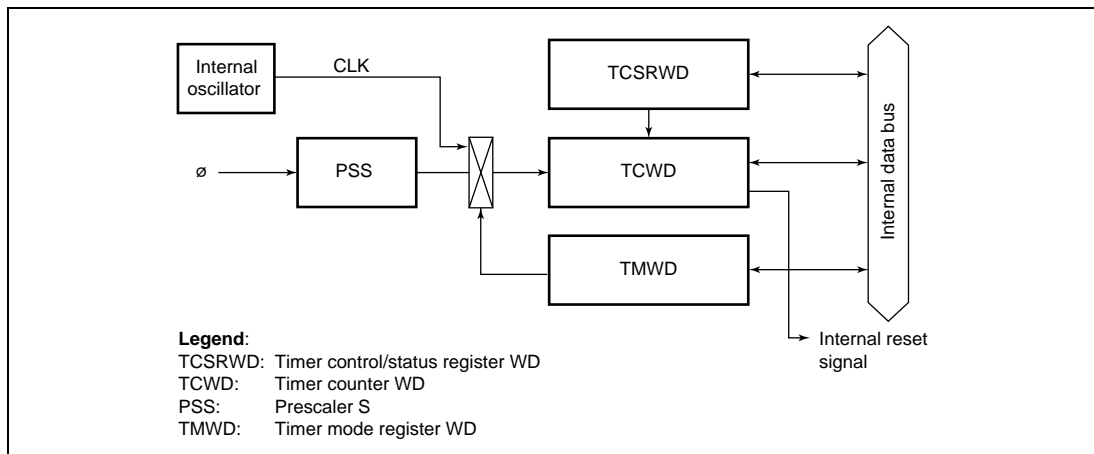 Internal
oscillator
CLK
TCSRWD
ø
PSS
TCWD
TMWD
Internal data bus
Internal reset
signal
Legend:
TCSRWD: Timer control/status register WD
TCWD: Timer counter WD
PSS: Prescaler S
TMWD: Timer mode register WD